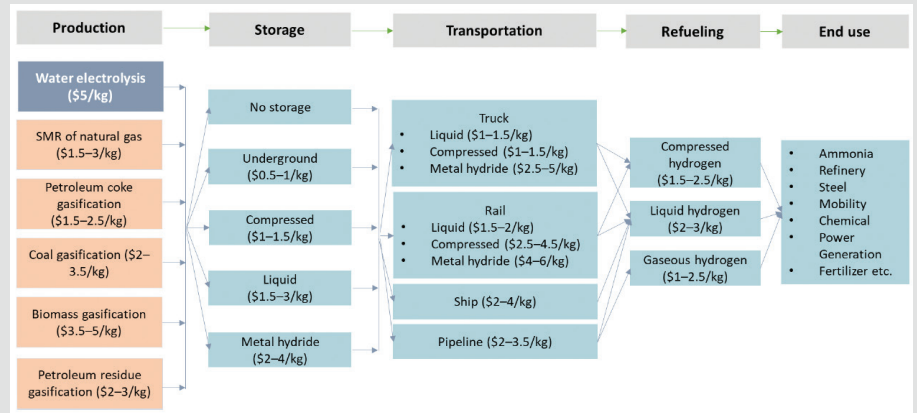 Production
Storage
Transportation
Refueling
End use
Water electrolysis
($5/kg)
SMR of natural gas
($1.5–3/kg)
Petroleum coke
gasification
($1.5–2.5/kg)
Coal gasification ($2–
3.5/kg)
Biomass gasification
($3.5–5/kg)
Petroleum residue
gasification ($2–3/kg)
No storage
Underground
($0.5–1/kg)
Compressed
($1–1.5/kg)
Liquid
($1.5–3/kg)
Metal hydride
($2–4/kg)
Truck
• Liquid ($1–1.5/kg)
• Compressed ($1–1.5/kg)
• Metal hydride ($2.5–5/kg)
Rail
• Liquid ($1.5–2/kg)
• Compressed ($2.5–4.5/kg)
• Metal hydride ($4–6/kg)
Ship ($2–4/kg)
Pipeline ($2–3.5/kg)
Compressed
hydrogen
($1.5–2.5/kg)
Liquid hydrogen
($2–3/kg)
Gaseous hydrogen
($1–2.5/kg)
• Ammonia
• Refinery
• Steel
• Mobility
• Chemical
• Power
Generation
• Fertilizer etc.